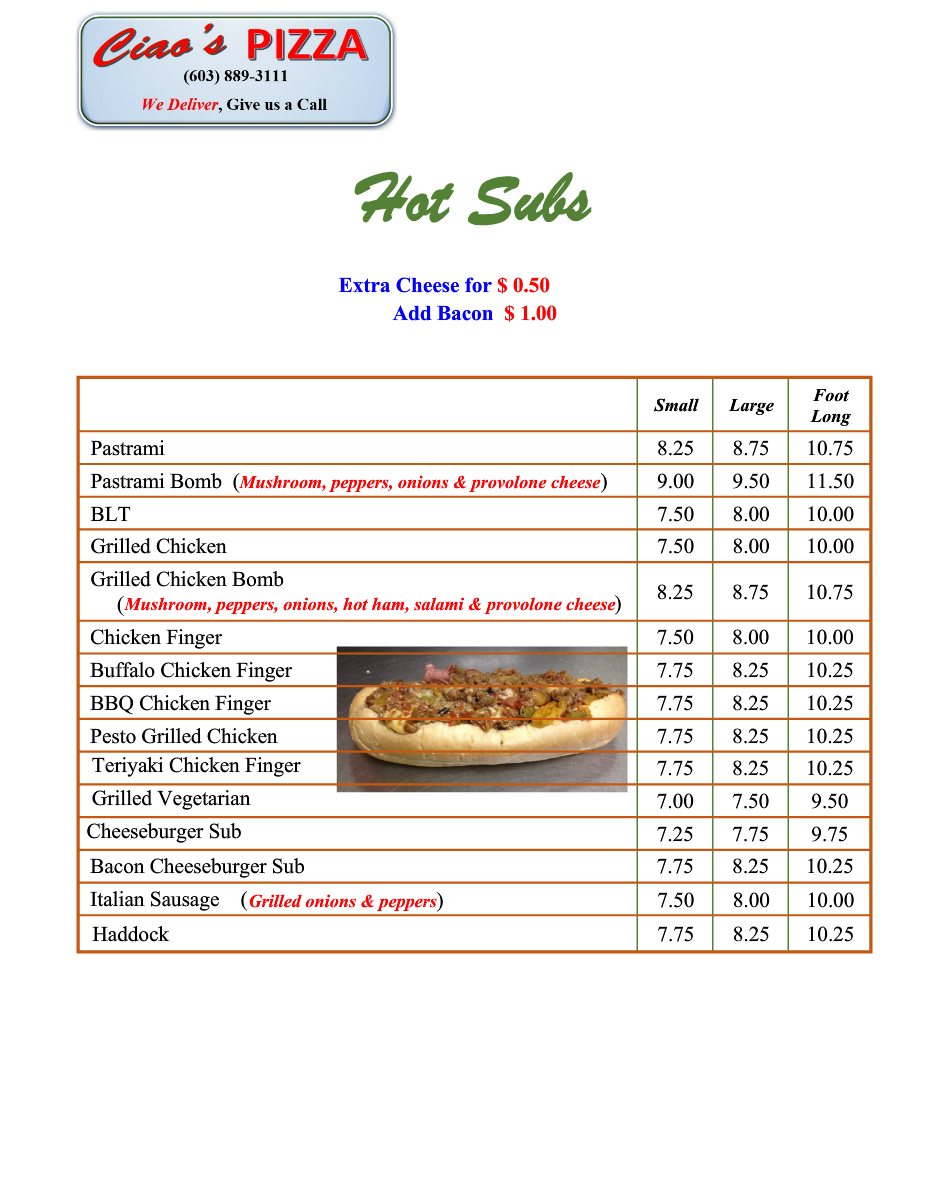 Ciao's PIZZA
(603) 889-3111
We Deliver, Give us a Call
Hot Subs
Extra Cheese for $ 0.50
Add Bacon $ 1.00
Small Large Foot Long
Pastrami 8.25 8.75 10.75
Pastrami Bomb (Mushroom, peppers, onions & provolone cheese) 9.00 9.50 11.50
BLT 7.50 8.00 10.00
Grilled Chicken 7.50 8.00 10.00
Grilled Chicken Bomb
(Mushroom, peppers, onions, hot ham, salami & provolone cheese) 8.25 8.75 10.75
Chicken Finger 7.50 8.00 10.00
Buffalo Chicken Finger 7.75 8.25 10.25
BBQ Chicken Finger 7.75 8.25 10.25
Pesto Grilled Chicken 7.75 8.25 10.25
Teriyaki Chicken Finger 7.75 8.25 10.25
Grilled Vegetarian 7.00 7.50 9.50
Cheeseburger Sub 7.25 7.75 9.75
Bacon Cheeseburger Sub 7.75 8.25 10.25
Italian Sausage (Grilled onions & peppers) 7.50 8.00 10.00
Haddock 7.75 8.25 10.25